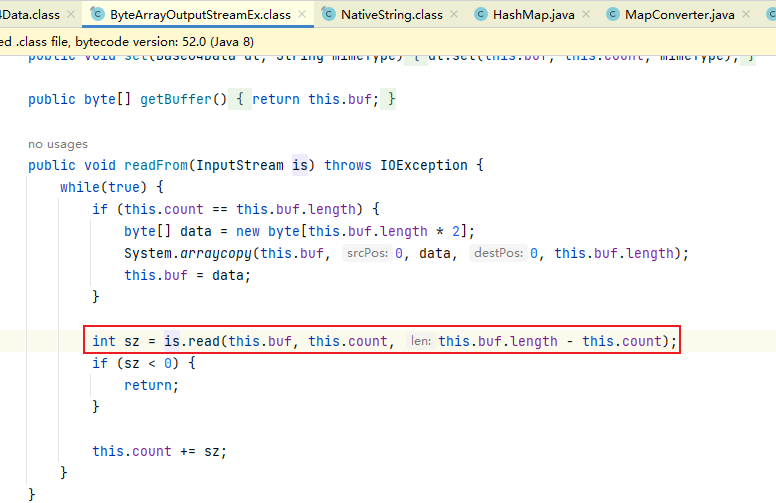 4Data.class ByteArrayOutputStreamEx.class NativeString.class HashMap.java MapConverter.java
ed .class file, bytecode version: 52.0 (Java 8)
public void set(Base64Data dt, String mimeType) { dt.set(this.buf, this.count, mimeType); }
public byte[] getBuffer() { return this.buf; }
no usages
public void readFrom(InputStream is) throws IOException {
while(true) {
if (this.count == this.buf.length) {
byte[] data = new byte[this.buf.length * 2];
System.arraycopy(this.buf, srcPos: 0, data, destPos: 0, this.buf.length);
this.buf = data;
}
int sz = is.read(this.buf, this.count, len: this.buf.length - this.count);
if (sz < 0) {
return;
}
this.count += sz;
}
}